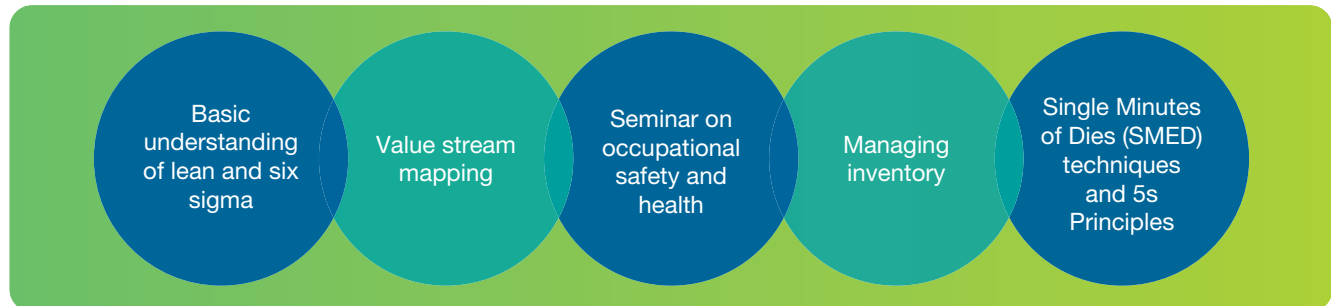 Basic
understanding
of lean and six
sigma
Value stream
mapping
Seminar on
occupational
safety and
health
Managing
inventory
Single Minutes
of Dies (SMED)
techniques
and 5s
Principles